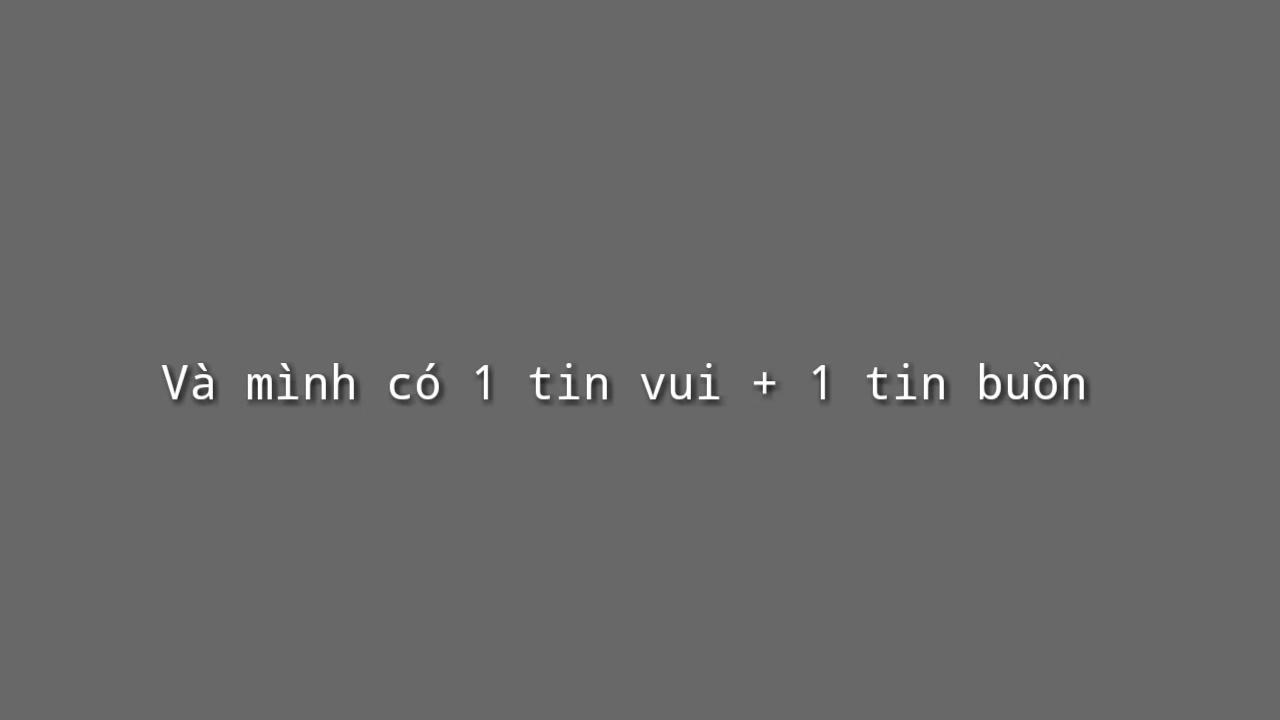 Và mình có 1 tin vui + 1 tin buồn